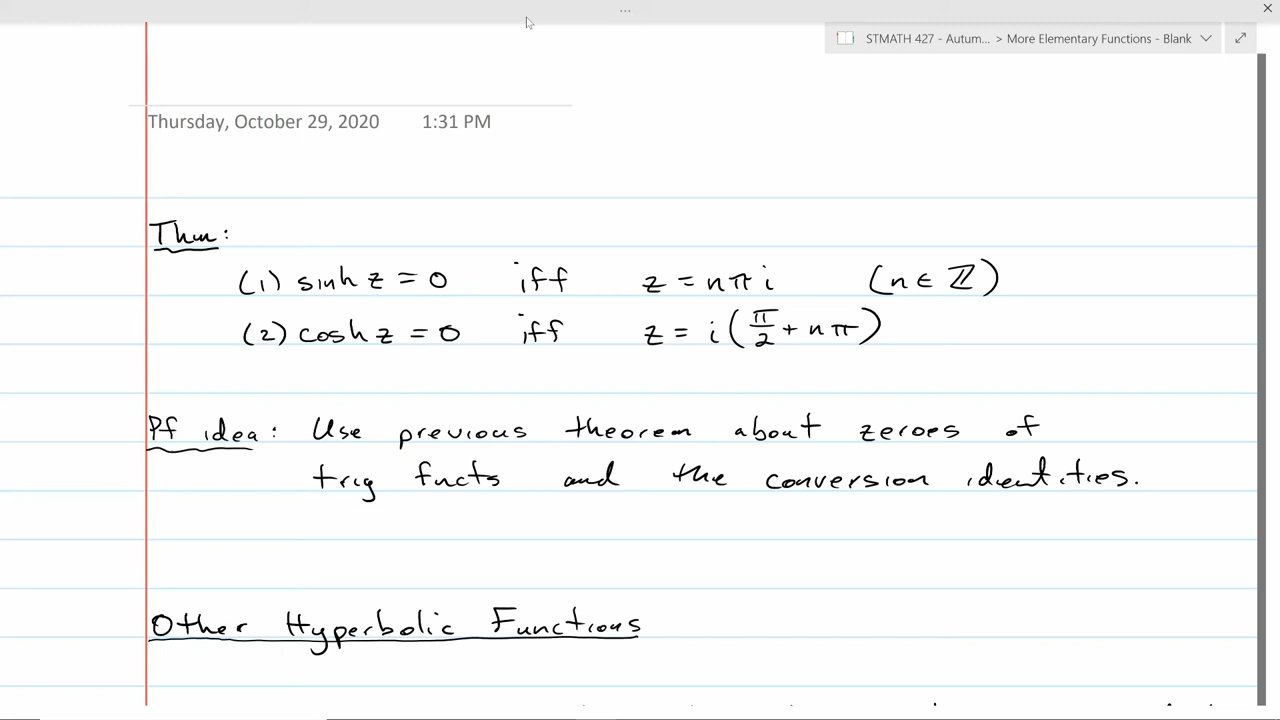 ...
STMATH 427 - Autum... > More Elementary Functions - Blank
Thursday, October 29, 2020 1:31 PM
Thm:
(1) sinh z = 0 iff z = nπi (n ∈ ℤ)
(2) cosh z = 0 iff z = i(π/2 + nπ)
Pf idea: Use previous theorem about zeroes of
trig functs and the conversion identities.
Other Hyperbolic Functions